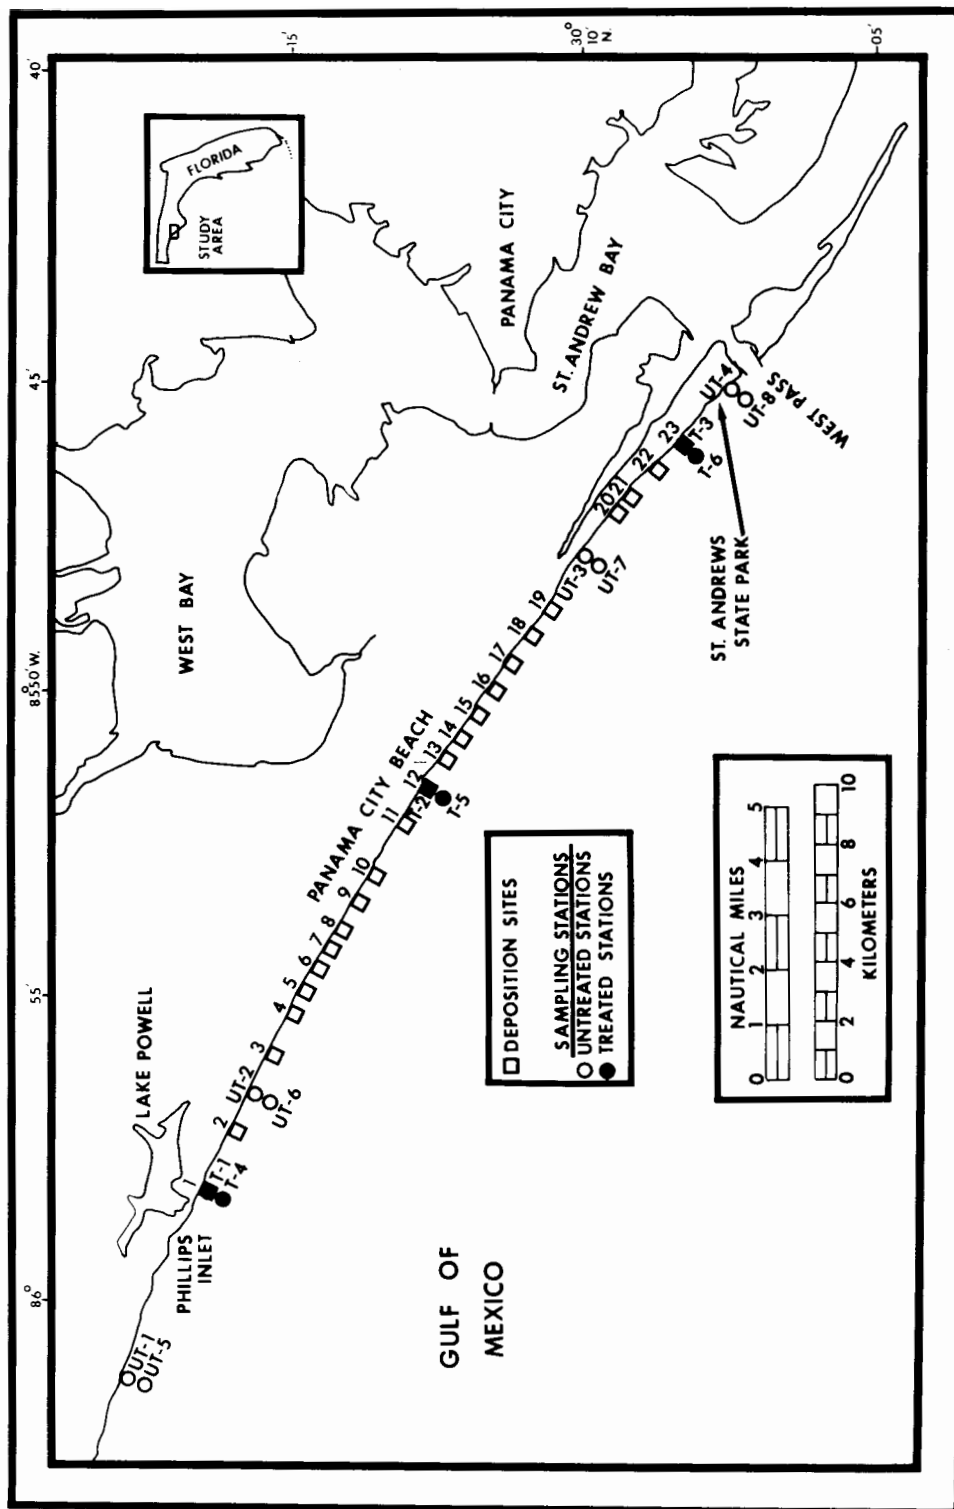 86°
55'
85°50' W.
45'
40'
15'
30°
10'
N.
05'
LAKE POWELL
WEST BAY
FLORIDA
STUDY
AREA
PHILLIPS
INLET
PANAMA CITY BEACH
PANAMA CITY
ST. ANDREW BAY
OUT-1
OUT-5
1
T-1
T-4
2
UT-2
UT-6
3
4
5
6
7
8
9
10
11
12
T-2
T-5
13
14
15
16
17
18
19
UT-3
UT-7
20
21
22
23
T-3
T-6
UT-4
UT-8
WEST PASS
ST. ANDREWS
STATE PARK
GULF OF
MEXICO
DEPOSITION SITES
SAMPLING STATIONS
UNTREATED STATIONS
TREATED STATIONS
NAUTICAL MILES
0 1 2 3 4 5
0 2 4 6 8 10
KILOMETERS